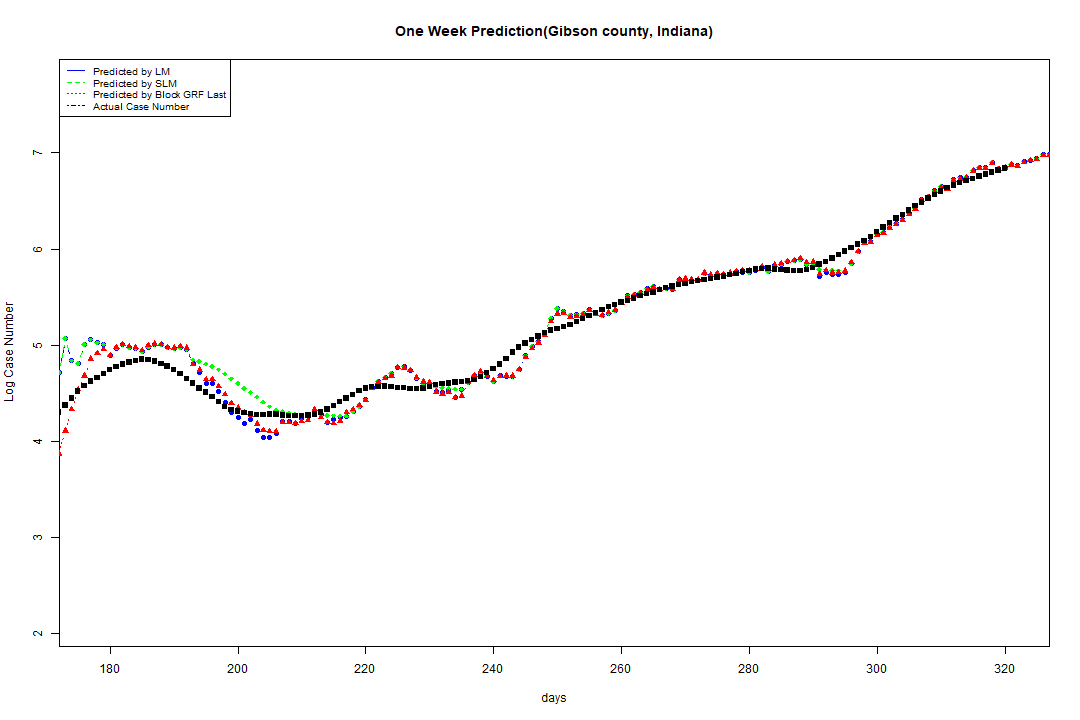 One Week Prediction(Gibson county, Indiana)
Predicted by LM
Predicted by SLM
Predicted by Block GRF Last
Actual Case Number
7
6
5
4
3
2
Log Case Number
180 200 220 240 260 280 300 320
days